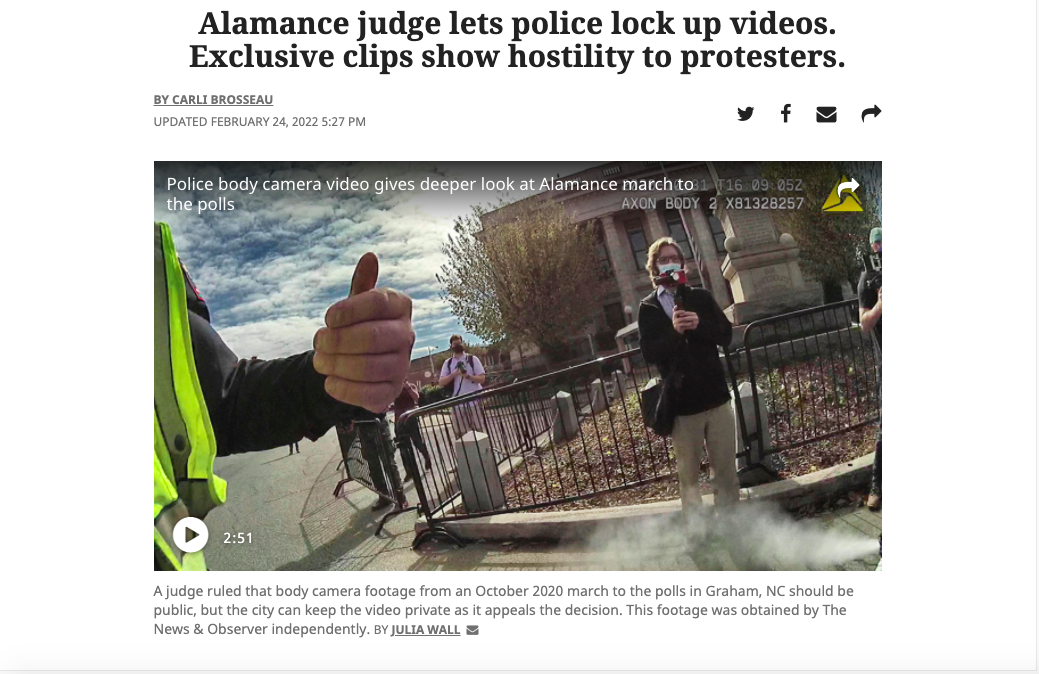 Alamance judge lets police lock up videos.
Exclusive clips show hostility to protesters.
BY CARLI BROSSEAU
UPDATED FEBRUARY 24, 2022 5:27 PM
Police body camera video gives deeper look at Alamance march to
the polls
T16 09 05Z
AXON BODY 2 X81328257
2:51
A judge ruled that body camera footage from an October 2020 march to the polls in Graham, NC should be
public, but the city can keep the video private as it appeals the decision. This footage was obtained by The
News & Observer independently. BY JULIA WALL